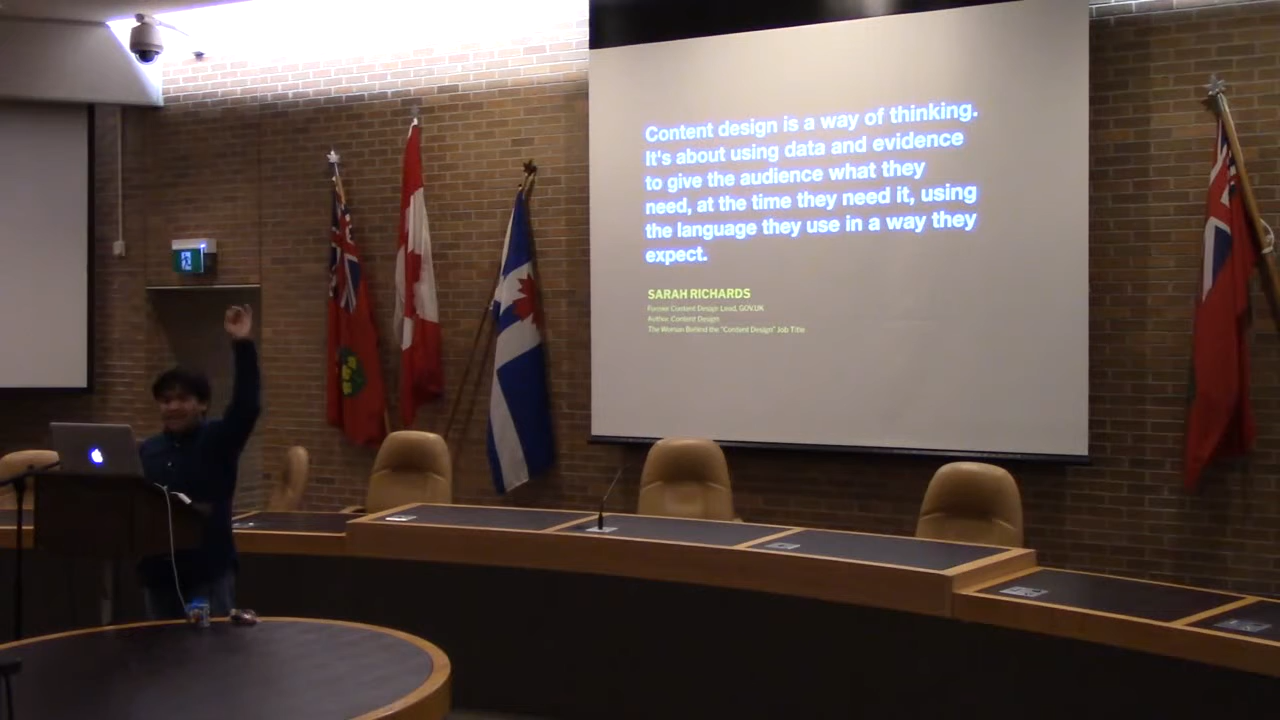 Content design is a way of thinking.
It's about using data and evidence
to give the audience what they
need, at the time they need it, using
the language they use in a way they
expect.
SARAH RICHARDS
Former Content Design Lead, GOV.UK
Author, Content Design
The Woman Behind the "Content Design" Job Title